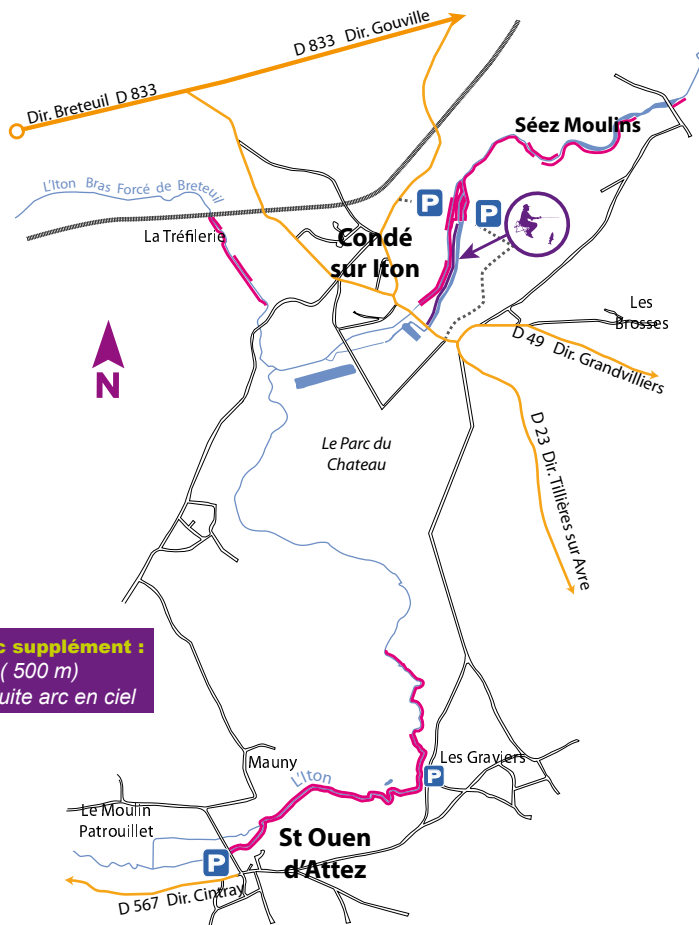 D 833 Dir. Gouville
Dir. Breteuil D 833
Séez Moulins
L'Iton Bras Forcé de Breteuil
P
P
La Tréfilerie
Condé
sur Iton
Les
Brosses
D 49 Dir. Grandvilliers
N
Le Parc du
Chateau
D 23 Dir. Tillières sur Avre
c supplément :
( 500 m)
uite arc en ciel
Mauny
L'Iton
Les Graviers
P
Le Moulin
Patrouillet
St Ouen
d'Attez
P
D 567 Dir. Cintray